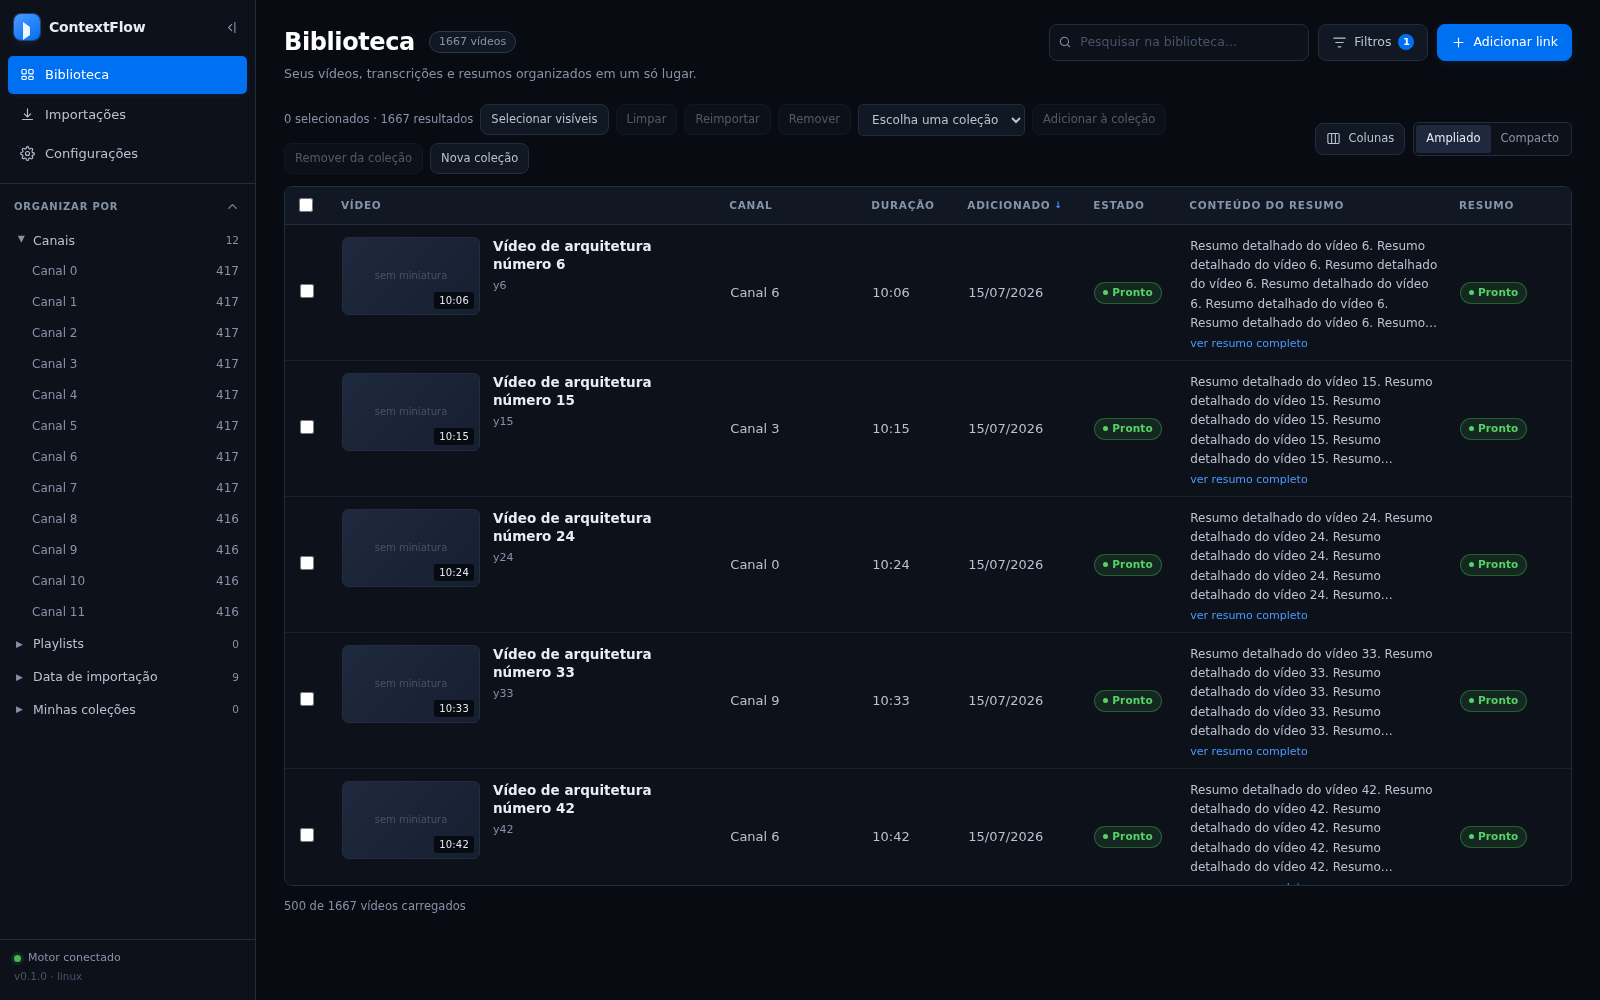 ContextFlow
Biblioteca
Importações
Configurações
ORGANIZAR POR
Canais 12
Canal 0 417
Canal 1 417
Canal 2 417
Canal 3 417
Canal 4 417
Canal 5 417
Canal 6 417
Canal 7 417
Canal 8 416
Canal 9 416
Canal 10 416
Canal 11 416
Playlists 0
Data de importação 9
Minhas coleções 0
Motor conectado
v0.1.0 · linux
Biblioteca 1667 vídeos
Seus vídeos, transcrições e resumos organizados em um só lugar.
Pesquisar na biblioteca...
Filtros 1
Adicionar link
0 selecionados · 1667 resultados Selecionar visíveis Limpar Reimportar Remover Escolha uma coleção Adicionar à coleção
Remover da coleção Nova coleção
Colunas Ampliado Compacto
VÍDEO CANAL DURAÇÃO ADICIONADO ↓ ESTADO CONTEÚDO DO RESUMO RESUMO
sem miniatura
10:06
Vídeo de arquitetura
número 6
y6
Canal 6 10:06 15/07/2026 Pronto
Resumo detalhado do vídeo 6. Resumo
detalhado do vídeo 6. Resumo detalhado
do vídeo 6. Resumo detalhado do vídeo
6. Resumo detalhado do vídeo 6.
Resumo detalhado do vídeo 6. Resumo...
ver resumo completo
Pronto
sem miniatura
10:15
Vídeo de arquitetura
número 15
y15
Canal 3 10:15 15/07/2026 Pronto
Resumo detalhado do vídeo 15. Resumo
detalhado do vídeo 15. Resumo
detalhado do vídeo 15. Resumo
detalhado do vídeo 15. Resumo
detalhado do vídeo 15. Resumo...
ver resumo completo
Pronto
sem miniatura
10:24
Vídeo de arquitetura
número 24
y24
Canal 0 10:24 15/07/2026 Pronto
Resumo detalhado do vídeo 24. Resumo
detalhado do vídeo 24. Resumo
detalhado do vídeo 24. Resumo
detalhado do vídeo 24. Resumo
detalhado do vídeo 24. Resumo...
ver resumo completo
Pronto
sem miniatura
10:33
Vídeo de arquitetura
número 33
y33
Canal 9 10:33 15/07/2026 Pronto
Resumo detalhado do vídeo 33. Resumo
detalhado do vídeo 33. Resumo
detalhado do vídeo 33. Resumo
detalhado do vídeo 33. Resumo
detalhado do vídeo 33. Resumo...
ver resumo completo
Pronto
sem miniatura
10:42
Vídeo de arquitetura
número 42
y42
Canal 6 10:42 15/07/2026 Pronto
Resumo detalhado do vídeo 42. Resumo
detalhado do vídeo 42. Resumo
detalhado do vídeo 42. Resumo
detalhado do vídeo 42. Resumo
detalhado do vídeo 42. Resumo...
Pronto
500 de 1667 vídeos carregados